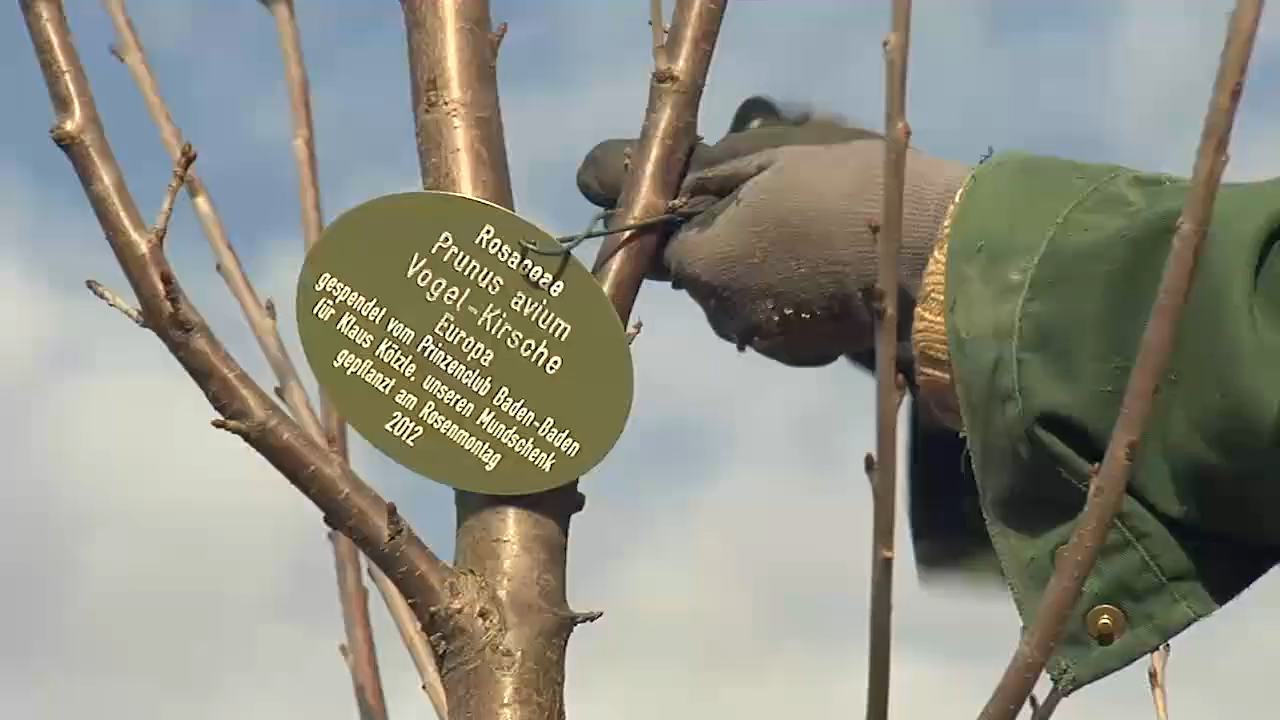 Rosaceae
Prunus avium
Vogel-Kirsche
Europa
gespendet vom Prinzenclub Baden-Baden
für Klaus Kötzle, unseren Mundschenk
gepflanzt am Rosenmontag
2012